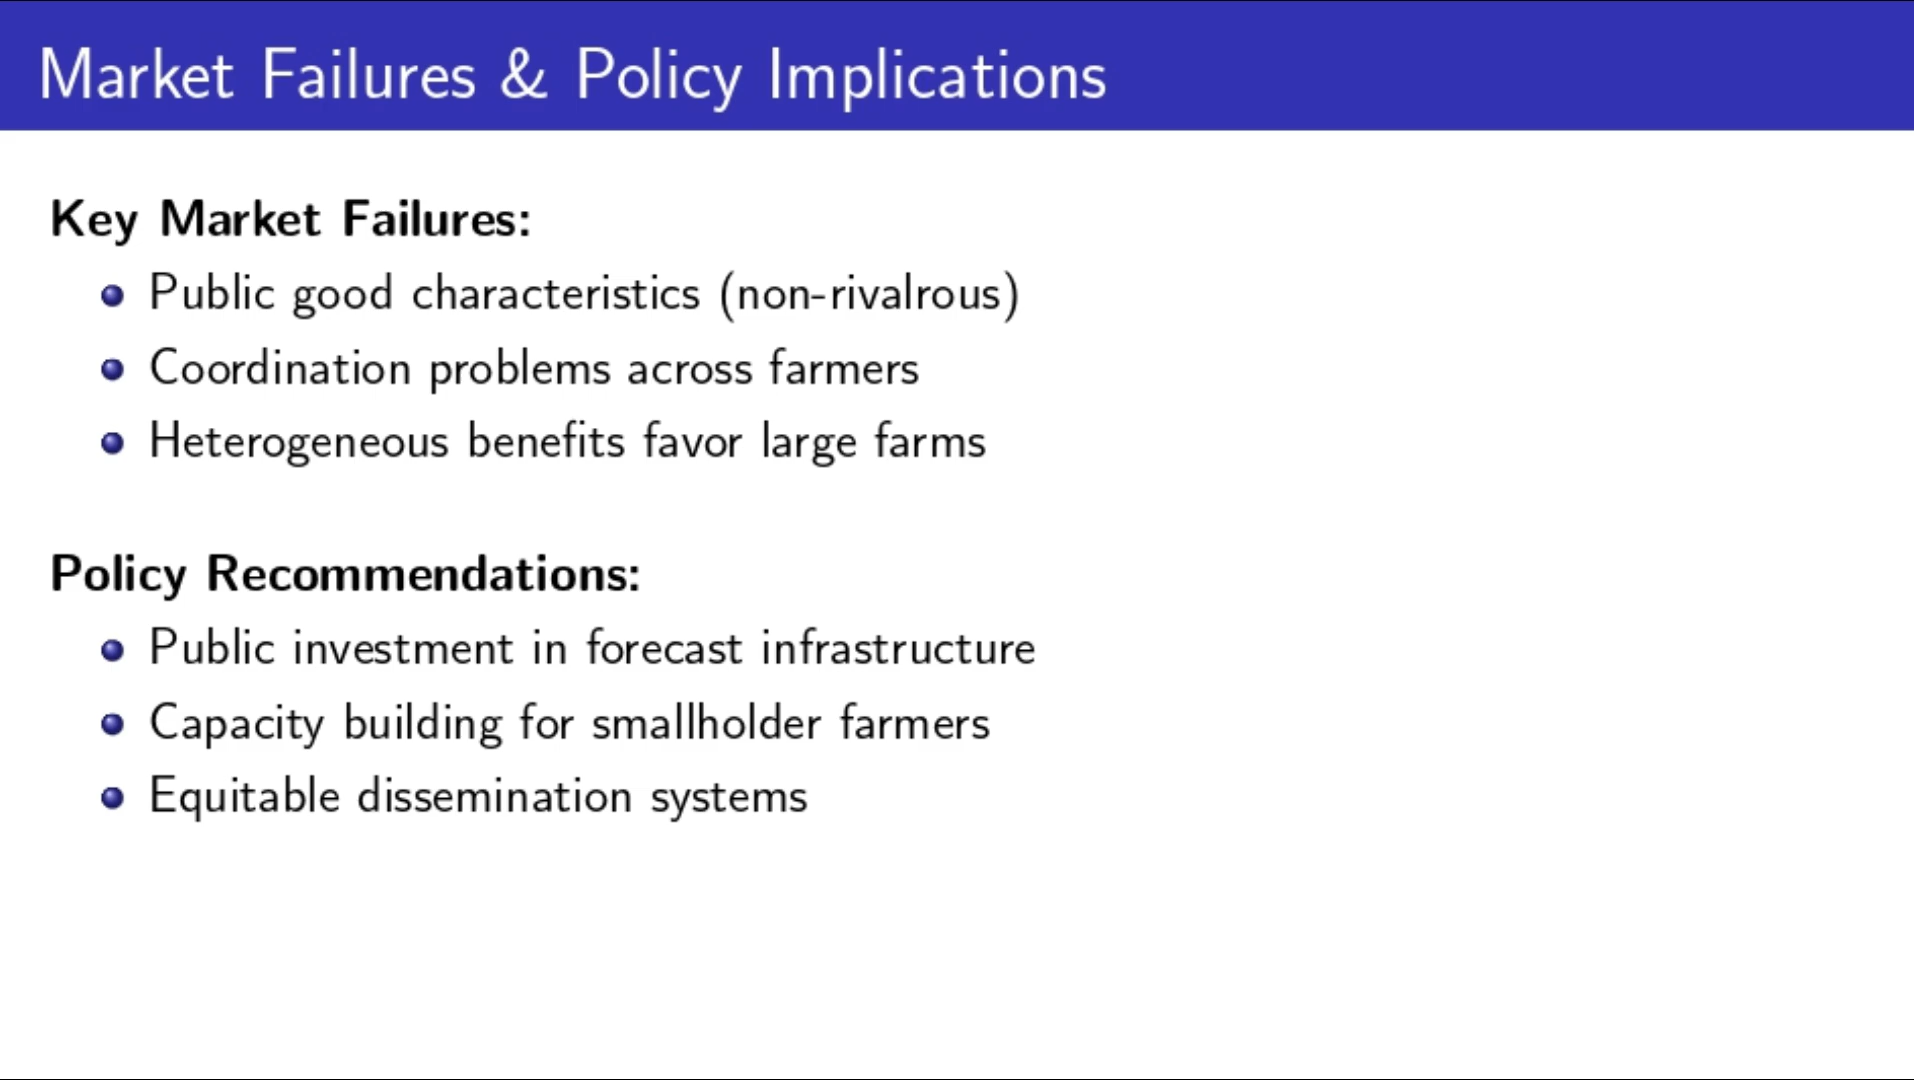 Market Failures & Policy Implications
Key Market Failures:
Public good characteristics (non-rivalrous)
Coordination problems across farmers
Heterogeneous benefits favor large farms
Policy Recommendations:
Public investment in forecast infrastructure
Capacity building for smallholder farmers
Equitable dissemination systems